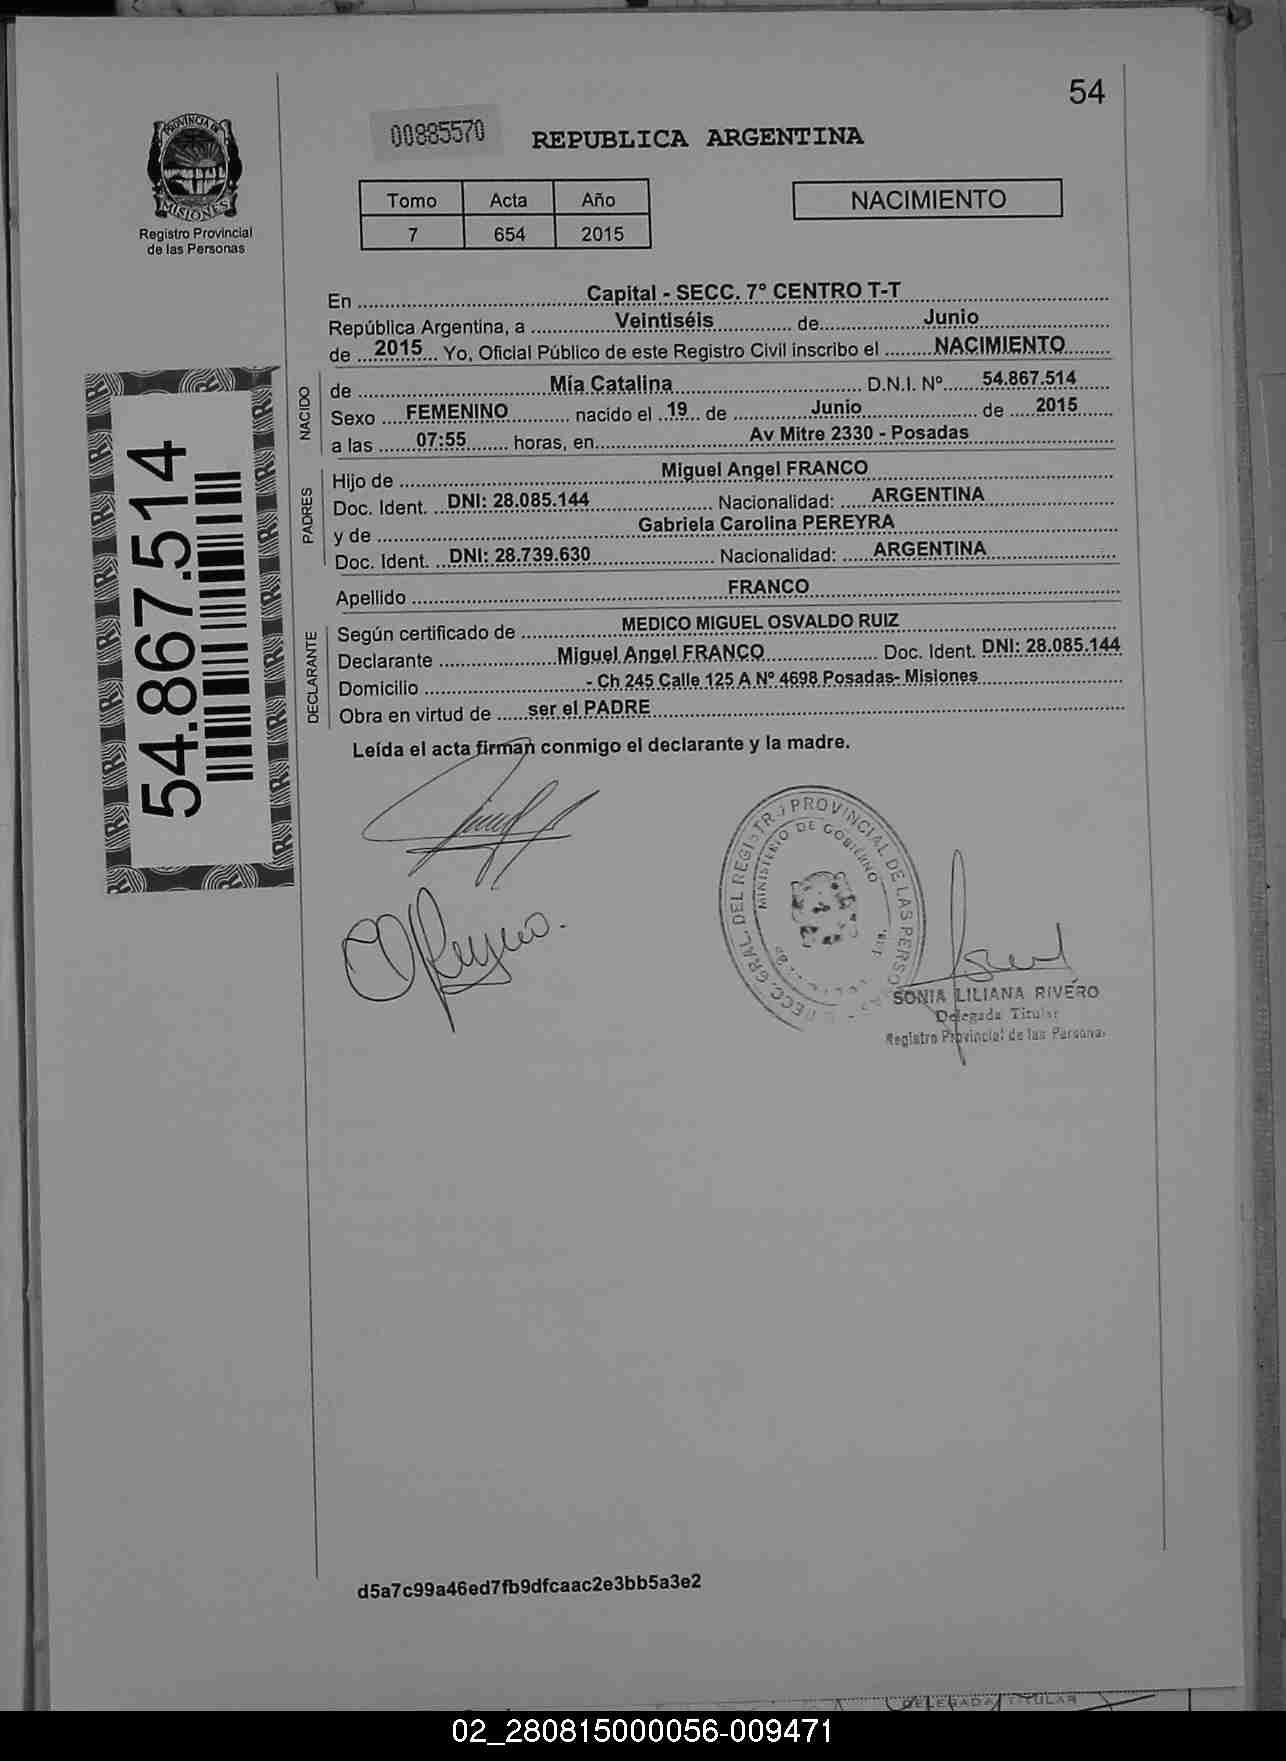 54
PROVINCIA DE
MISIONES
Registro Provincial
de las Personas
00885570
REPUBLICA ARGENTINA
Tomo Acta Año
7 654 2015
NACIMIENTO
En ........ Capital - SECC. 7° CENTRO T-T ........
República Argentina, a ........ Veintiséis ........ de ........ Junio ........
de ... 2015 ... Yo, Oficial Público de este Registro Civil inscribo el ........ NACIMIENTO ........
NACIDO
de ........ Mía Catalina ........ D.N.I. Nº ....... 54.867.514 ......
Sexo .... FEMENINO ........ nacido el .. 19 .. de ........ Junio ........ de ..... 2015 ......
a las ....... 07:55 ....... horas, en ........ Av Mitre 2330 - Posadas ........
PADRES
Hijo de ........ Miguel Angel FRANCO ........
Doc. Ident. ... DNI: 28.085.144 ........ Nacionalidad: ..... ARGENTINA ........
y de ........ Gabriela Carolina PEREYRA ........
Doc. Ident. ... DNI: 28.739.630 ........ Nacionalidad: ..... ARGENTINA ........
Apellido ........ FRANCO ........
DECLARANTE
Según certificado de ........ MEDICO MIGUEL OSVALDO RUIZ ........
Declarante ........ Miguel Angel FRANCO ........ Doc. Ident. DNI: 28.085.144
Domicilio ........ - Ch 245 Calle 125 A Nº 4698 Posadas- Misiones ........
Obra en virtud de ...... ser el PADRE ........
Leída el acta firman conmigo el declarante y la madre.
54.867.514
GRAL. DEL REGISTRO PROVINCIAL DE LAS PERSONAS
MINISTERIO DE GOBIERNO
SONIA LILIANA RIVERO
Delegada Titular
Registro Provincial de las Personas
d5a7c99a46ed7fb9dfcaac2e3bb5a3e2
DELEGADA TITULAR
02_280815000056-009471